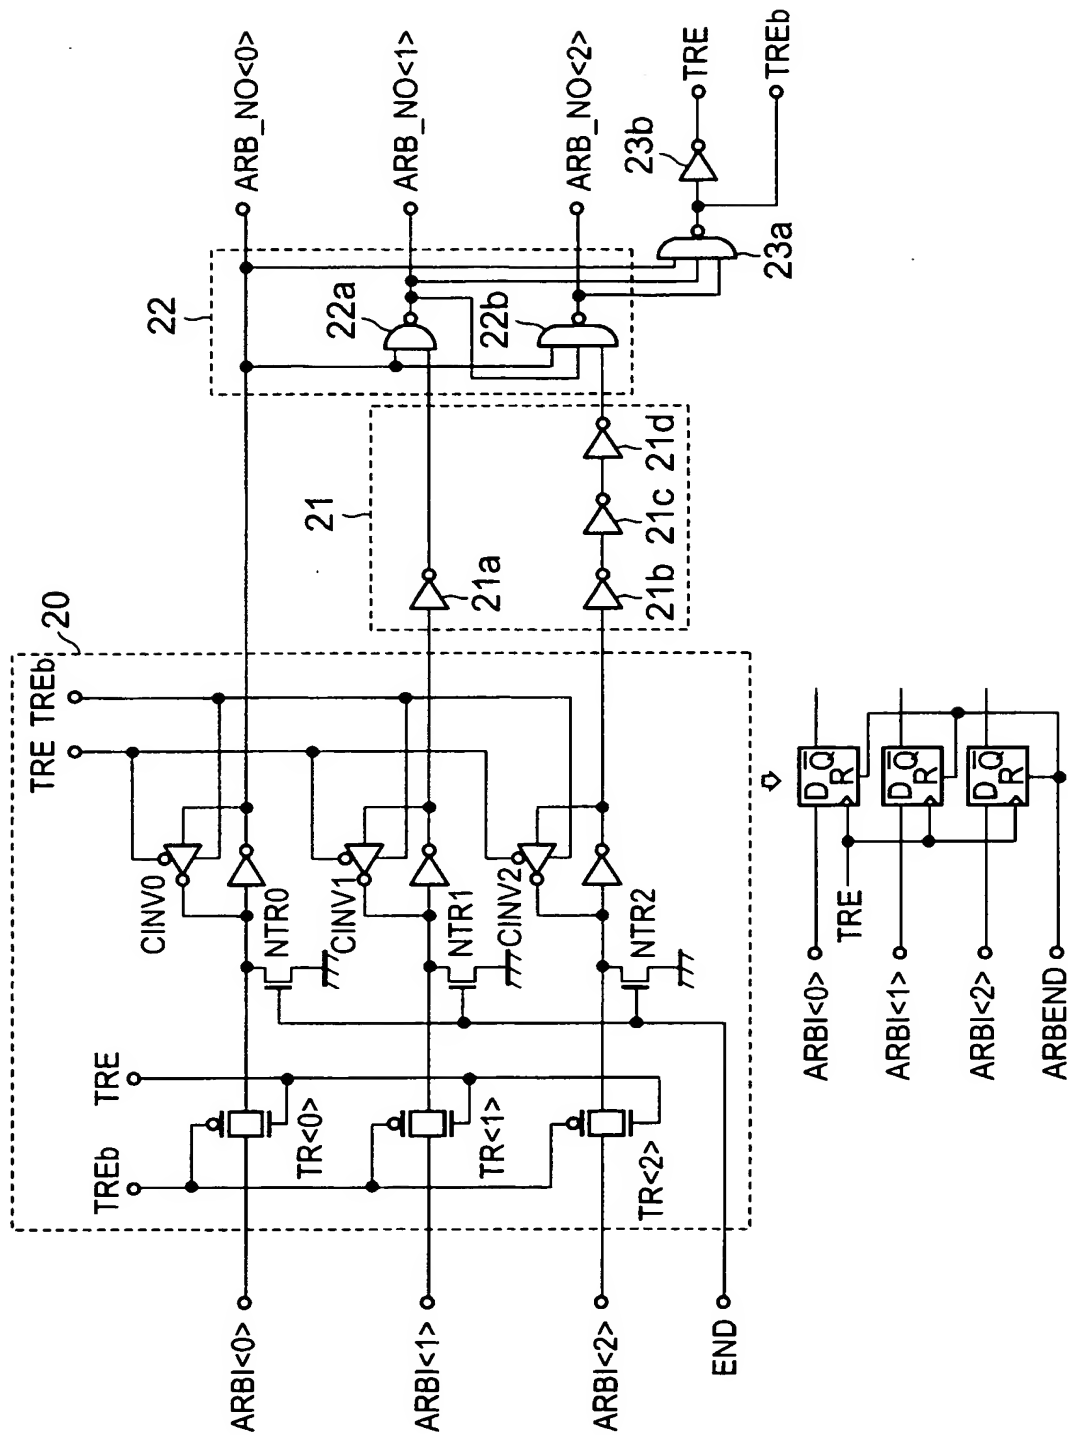 ARB_NO<0>
ARB_NO<1>
ARB_NO<2>
TRE
TREb
23b
23a
22
22a
22b
21
21a
21b
21c
21d
20
TRE
TREb
CINV0
CINV1
CINV2
NTR0
NTR1
NTR2
TREb
TRE
TR<0>
TR<1>
TR<2>
ARBI<0>
ARBI<1>
ARBI<2>
END
D Q̅
R
D Q̅
R
D Q̅
R
TRE
ARBI<0>
ARBI<1>
ARBI<2>
ARBEND